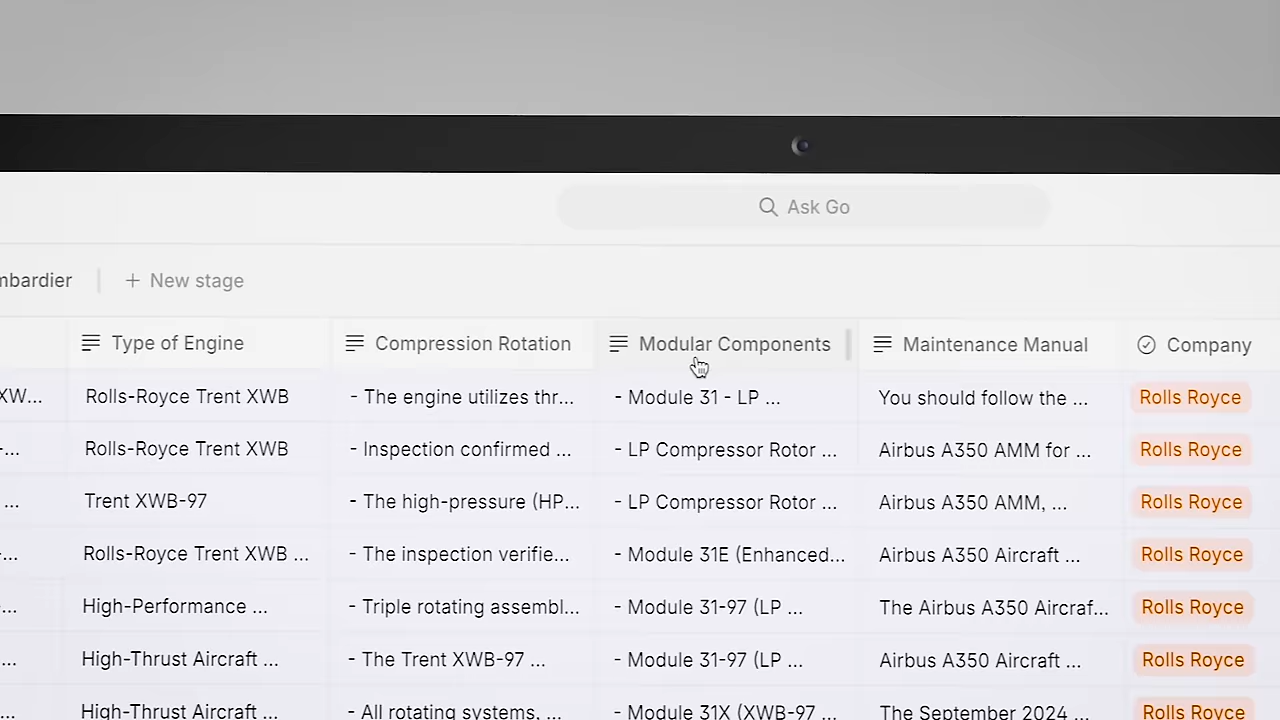 Ask Go
mbardier + New stage
Type of Engine Compression Rotation Modular Components Maintenance Manual Company
XW... Rolls-Royce Trent XWB - The engine utilizes thr... - Module 31 - LP ... You should follow the ... Rolls Royce
-... Rolls-Royce Trent XWB - Inspection confirmed ... - LP Compressor Rotor ... Airbus A350 AMM for ... Rolls Royce
... Trent XWB-97 - The high-pressure (HP... - LP Compressor Rotor ... Airbus A350 AMM, ... Rolls Royce
-... Rolls-Royce Trent XWB ... - The inspection verifie... - Module 31E (Enhanced... Airbus A350 Aircraft ... Rolls Royce
... High-Performance ... - Triple rotating assembl... - Module 31-97 (LP ... The Airbus A350 Aircraf... Rolls Royce
... High-Thrust Aircraft ... - The Trent XWB-97 ... - Module 31-97 (LP ... Airbus A350 Aircraft ... Rolls Royce
... High-Thrust Aircraft ... - All rotating systems, ... - Module 31X (XWB-97 ... The September 2024 ... Rolls Royce